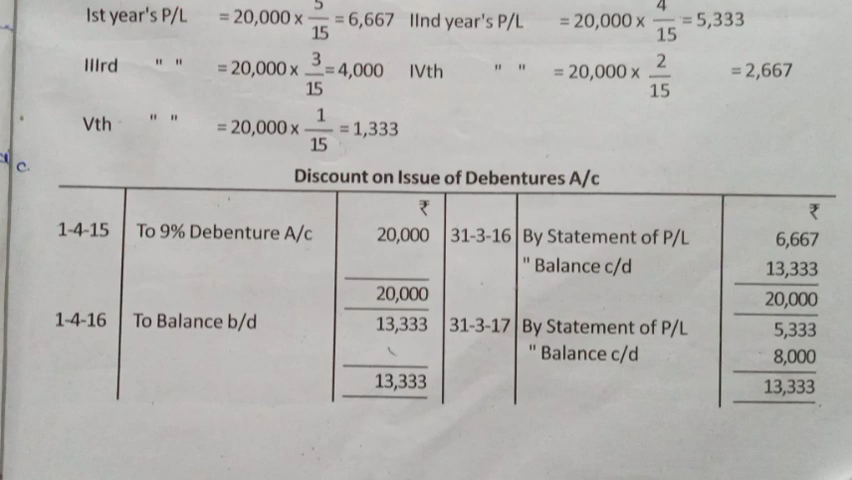 Ist year's P/L = 20,000 x 5/15 = 6,667 IInd year's P/L = 20,000 x 4/15 = 5,333
IIIrd " " = 20,000 x 3/15 = 4,000 IVth " " = 20,000 x 2/15 = 2,667
Vth " " = 20,000 x 1/15 = 1,333
c
Discount on Issue of Debentures A/c
₹ ₹
1-4-15 To 9% Debenture A/c 20,000 31-3-16 By Statement of P/L 6,667
" Balance c/d 13,333
20,000 20,000
1-4-16 To Balance b/d 13,333 31-3-17 By Statement of P/L 5,333
" Balance c/d 8,000
13,333 13,333